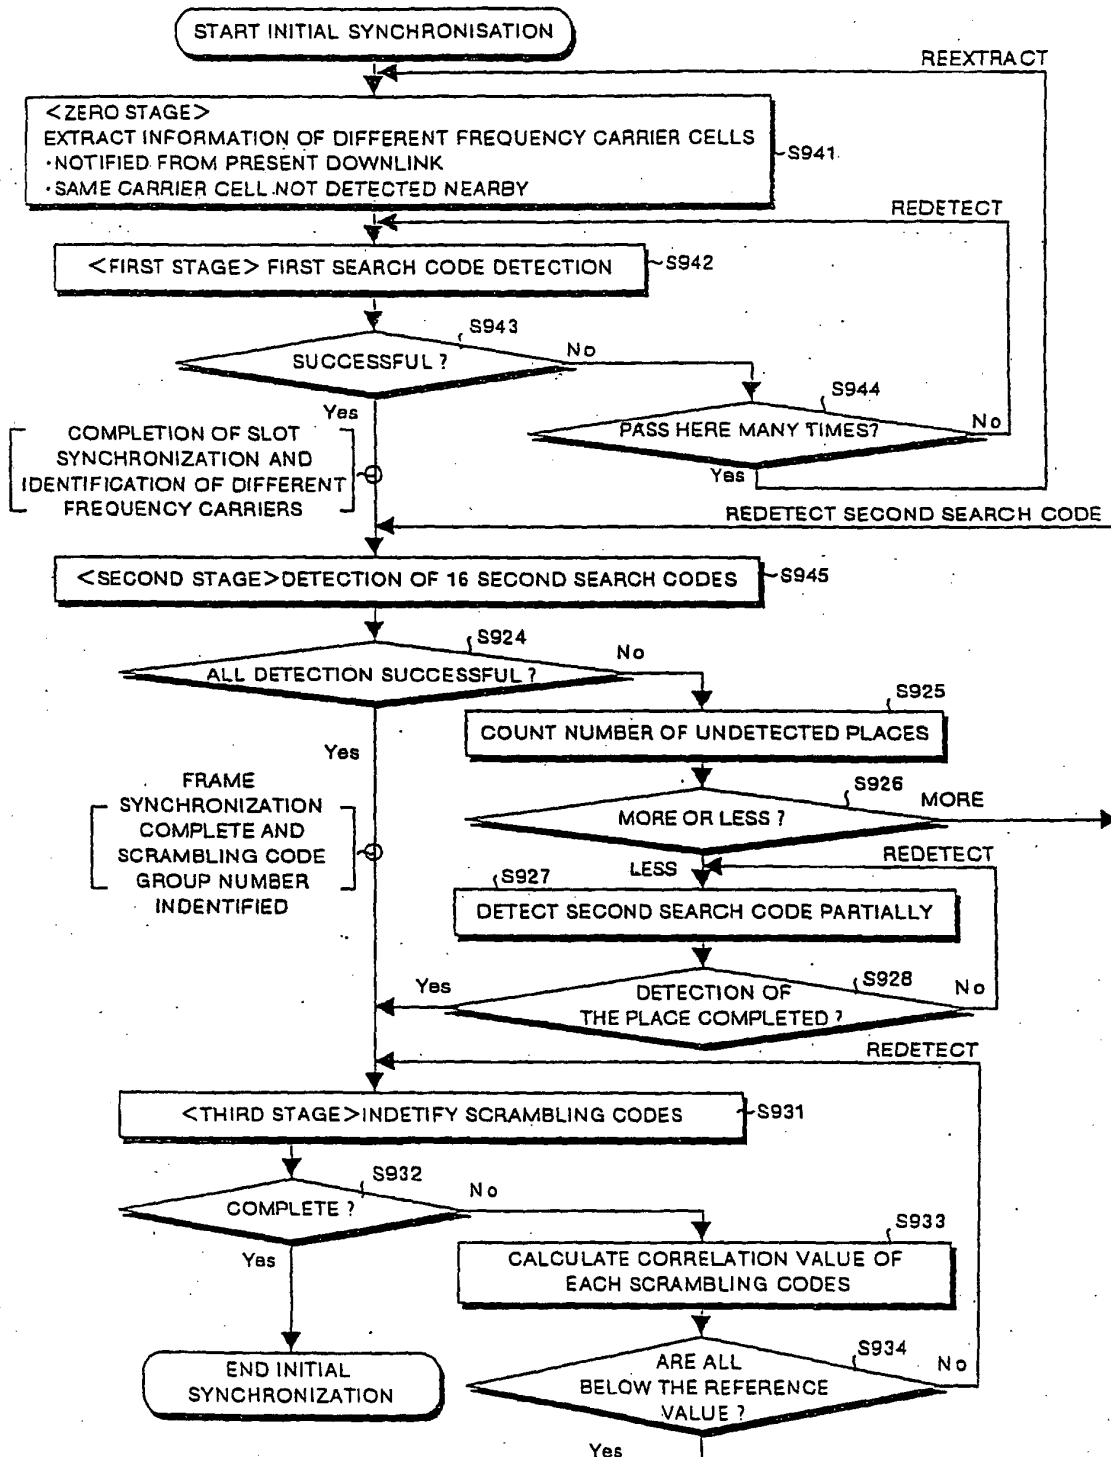 START INITIAL SYNCHRONISATION
REEXTRACT
<ZERO STAGE>
EXTRACT INFORMATION OF DIFFERENT FREQUENCY CARRIER CELLS
·NOTIFIED FROM PRESENT DOWNLINK
·SAME CARRIER CELL NOT DETECTED NEARBY
S941
REDETECT
<FIRST STAGE> FIRST SEARCH CODE DETECTION
S942
S943
SUCCESSFUL ?
No
S944
PASS HERE MANY TIMES?
No
Yes
Yes
COMPLETION OF SLOT
SYNCHRONIZATION AND
IDENTIFICATION OF DIFFERENT
FREQUENCY CARRIERS
REDETECT SECOND SEARCH CODE
<SECOND STAGE>DETECTION OF 16 SECOND SEARCH CODES
S945
S924
ALL DETECTION SUCCESSFUL ?
No
S925
COUNT NUMBER OF UNDETECTED PLACES
Yes
S926
MORE OR LESS ?
MORE
FRAME
SYNCHRONIZATION
COMPLETE AND
SCRAMBLING CODE
GROUP NUMBER
INDENTIFIED
LESS
REDETECT
S927
DETECT SECOND SEARCH CODE PARTIALLY
S928
DETECTION OF
THE PLACE COMPLETED ?
Yes
No
REDETECT
<THIRD STAGE>INDETIFY SCRAMBLING CODES
S931
S932
COMPLETE ?
No
Yes
S933
CALCULATE CORRELATION VALUE OF
EACH SCRAMBLING CODES
S934
ARE ALL
BELOW THE REFERENCE
VALUE ?
No
Yes
END INITIAL
SYNCHRONIZATION